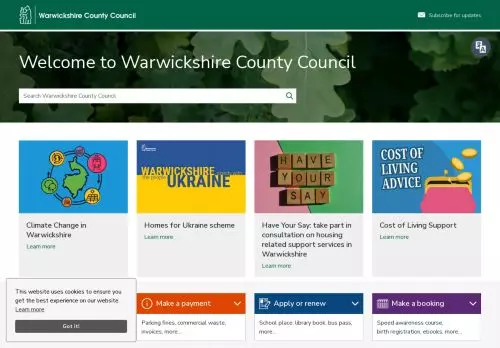 Warwickshire County Council
Subscribe for updates
Welcome to Warwickshire County Council
Search Warwickshire County Council
WARWICKSHIRE stands with
the people UKRAINE
HAVE
YOUR
SAY
COST OF
LIVING
ADVICE
Climate Change in
Warwickshire
Learn more
Homes for Ukraine scheme
Learn more
Have Your Say: take part in
consultation on housing
related support services in
Warwickshire
Learn more
Cost of Living Support
Learn more
This website uses cookies to ensure you
get the best experience on our website.
Learn more
Got it!
Make a payment
Parking fines, commercial waste,
invoices, more...
Apply or renew
School place, library book, bus pass,
more...
Make a booking
Speed awareness course,
birth registration, ebooks, more...